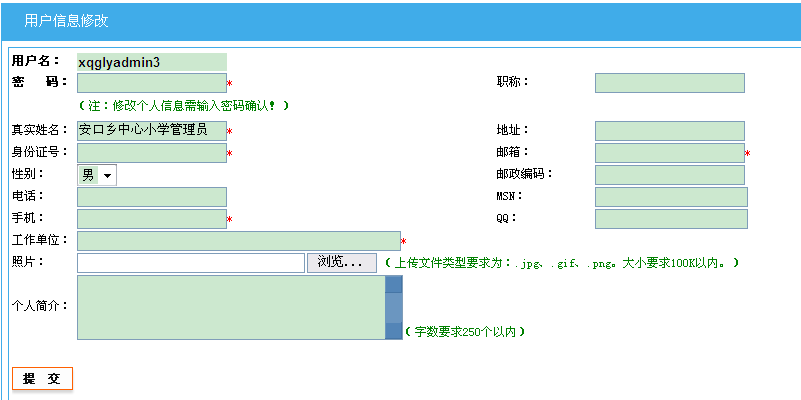 用户信息修改
用户名： xqglyadmin3
密 码： * 职称：
（注：修改个人信息需输入密码确认！）
真实姓名： 安口乡中心小学管理员 * 地址：
身份证号： * 邮箱： *
性别： 男 邮政编码：
电话： MSN：
手机： * QQ：
工作单位： *
照片： 浏览... （上传文件类型要求为：.jpg、.gif、.png。大小要求100K以内。）
个人简介： （字数要求250个以内）
提 交